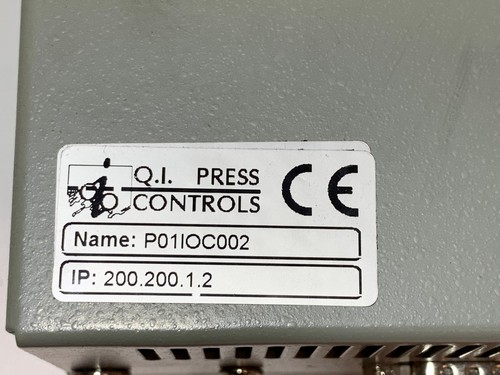 Q.I. PRESS
CONTROLS
CE
Name: P01IOC002
IP: 200.200.1.2